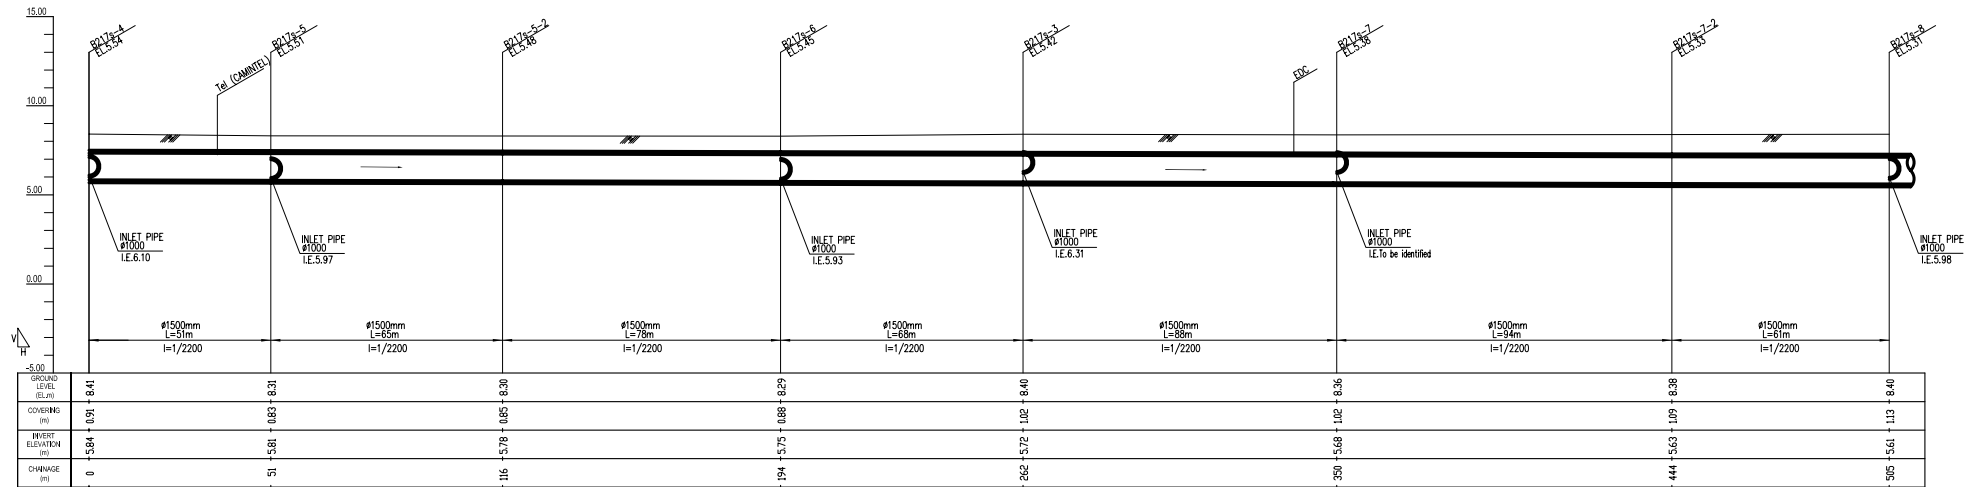 15.00
10.00
5.00
0.00
-5.00
V
H
B217s-4
EL.5.54
Tel (CAMINTEL)
B217s-5
EL.5.51
B217s-5-2
EL.5.48
B217s-6
EL.5.45
B217s-3
EL.5.42
EDC
B217s-7
EL.5.38
B217s-7-2
EL.5.33
B217s-8
EL.5.31
INLET PIPE
ø1000
I.E.6.10
INLET PIPE
ø1000
I.E.5.97
INLET PIPE
ø1000
I.E.5.93
INLET PIPE
ø1000
I.E.6.31
INLET PIPE
ø1000
I.E.To be identified
INLET PIPE
ø1000
I.E.5.98
ø1500mm
L=51m
I=1/2200
ø1500mm
L=65m
I=1/2200
ø1500mm
L=78m
I=1/2200
ø1500mm
L=68m
I=1/2200
ø1500mm
L=88m
I=1/2200
ø1500mm
L=94m
I=1/2200
ø1500mm
L=61m
I=1/2200
GROUND
LEVEL
(EL.m)
8.41 8.31 8.30 8.29 8.40 8.36 8.38 8.40
COVERING
(m)
0.91 0.83 0.85 0.88 1.02 1.02 1.09 1.13
INVERT
ELEVATION
(m)
5.84 5.81 5.78 5.75 5.72 5.68 5.63 5.61
CHAINAGE
(m)
0 51 116 194 262 350 444 505